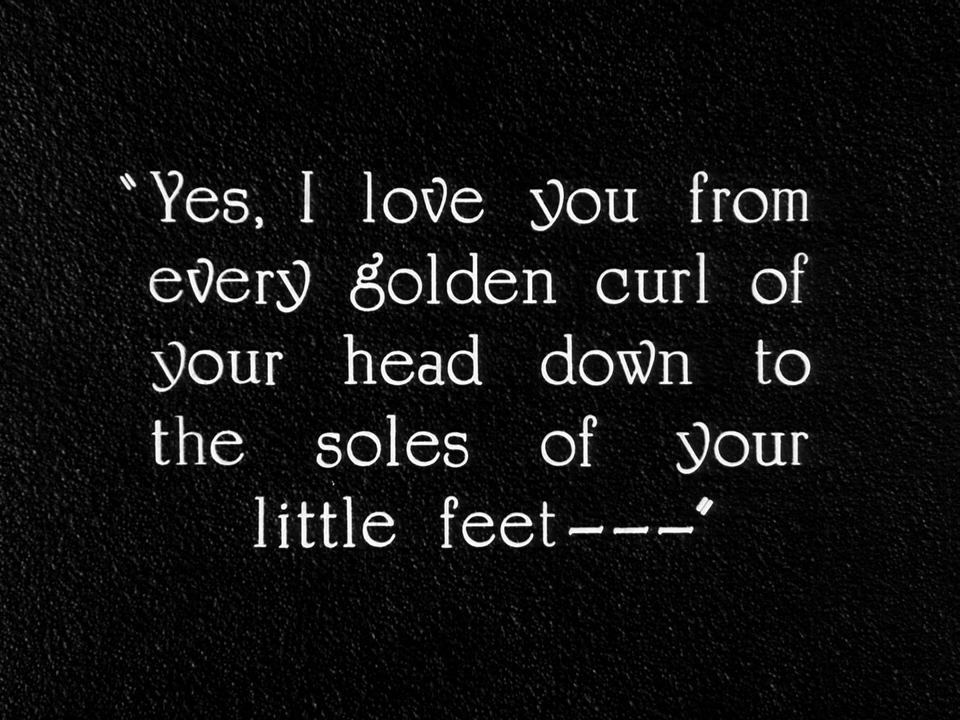 "Yes, I love you from
every golden curl of
your head down to
the soles of your
little feet---"